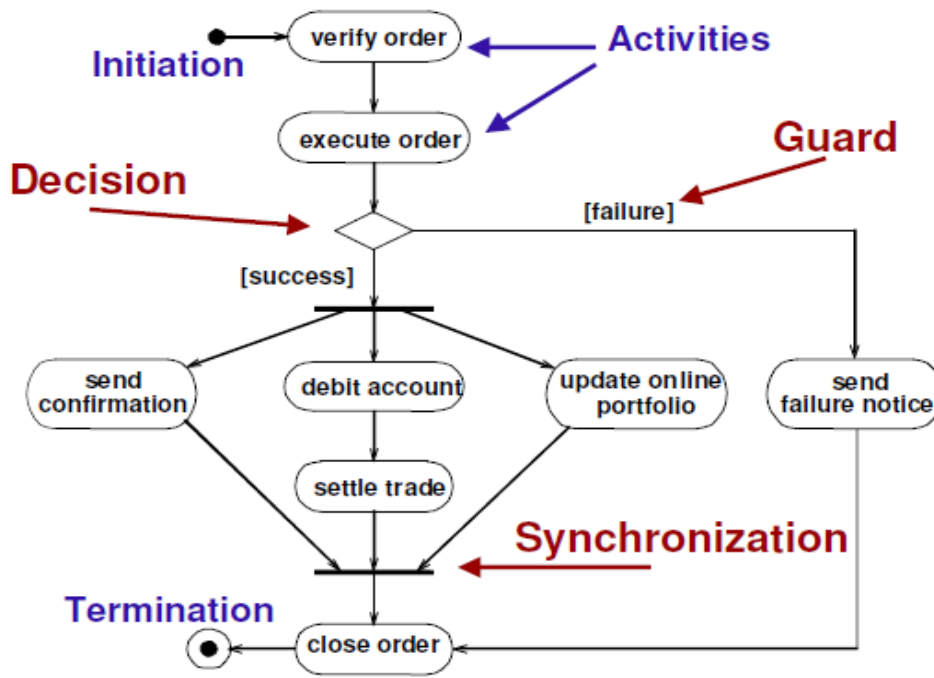 verify order
Activities
Initiation
execute order
Guard
Decision
[failure]
[success]
send
confirmation
debit account
update online
portfolio
send
failure notice
settle trade
Synchronization
Termination
close order